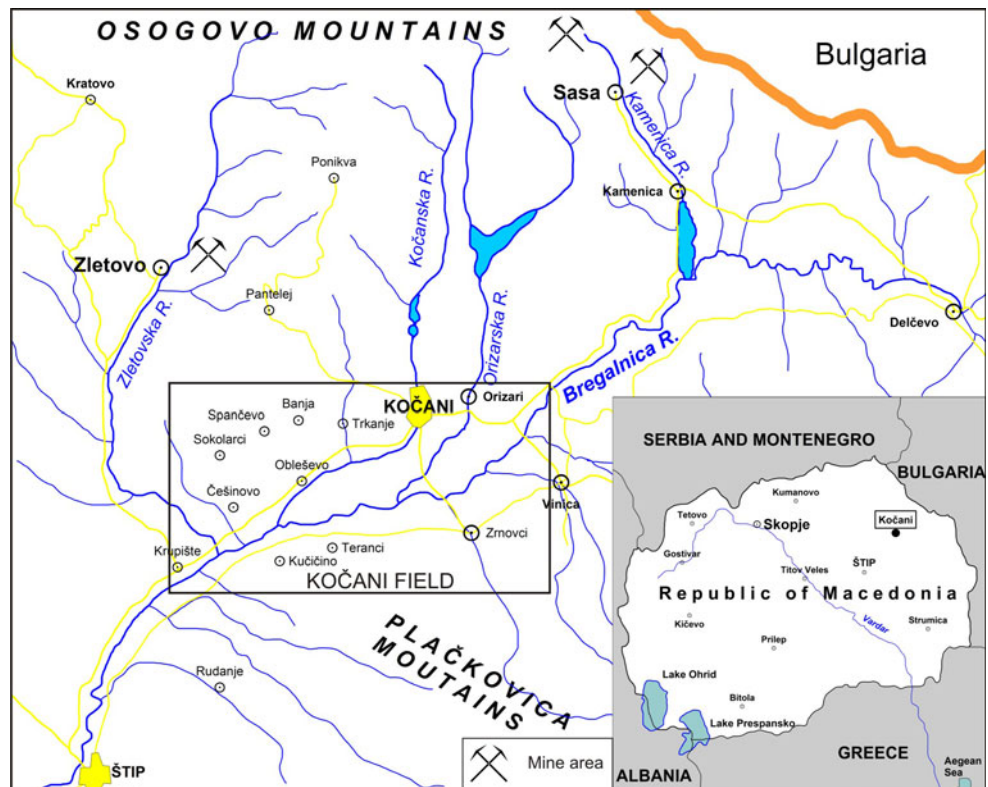 OSOGOVO MOUNTAINS
Bulgaria
Kratovo
Sasa
Kamenica R.
Ponikva
Kočanska R.
Kamenica
Zletovo
Pantelej
Orizarska R.
Zletovska R.
Bregalnica R.
Delčevo
KOČANI
Orizari
Banja
Spančevo
Trkanje
Sokolarci
Obleševo
Češinovo
Vinica
Zrnovci
Krupište
Teranci
Kučičino
KOČANI FIELD
PLAČKOVICA
MOUTAINS
Rudanje
ŠTIP
Mine area
SERBIA AND MONTENEGRO
BULGARIA
Kumanovo
Tetovo
Skopje
Kočani
Gostivar
Titov Veles
ŠTIP
Republic of Macedonia
Kičevo
Vardar
Strumica
Prilep
Lake Ohrid
Bitola
Lake Prespansko
GREECE
ALBANIA
Aegean
Sea